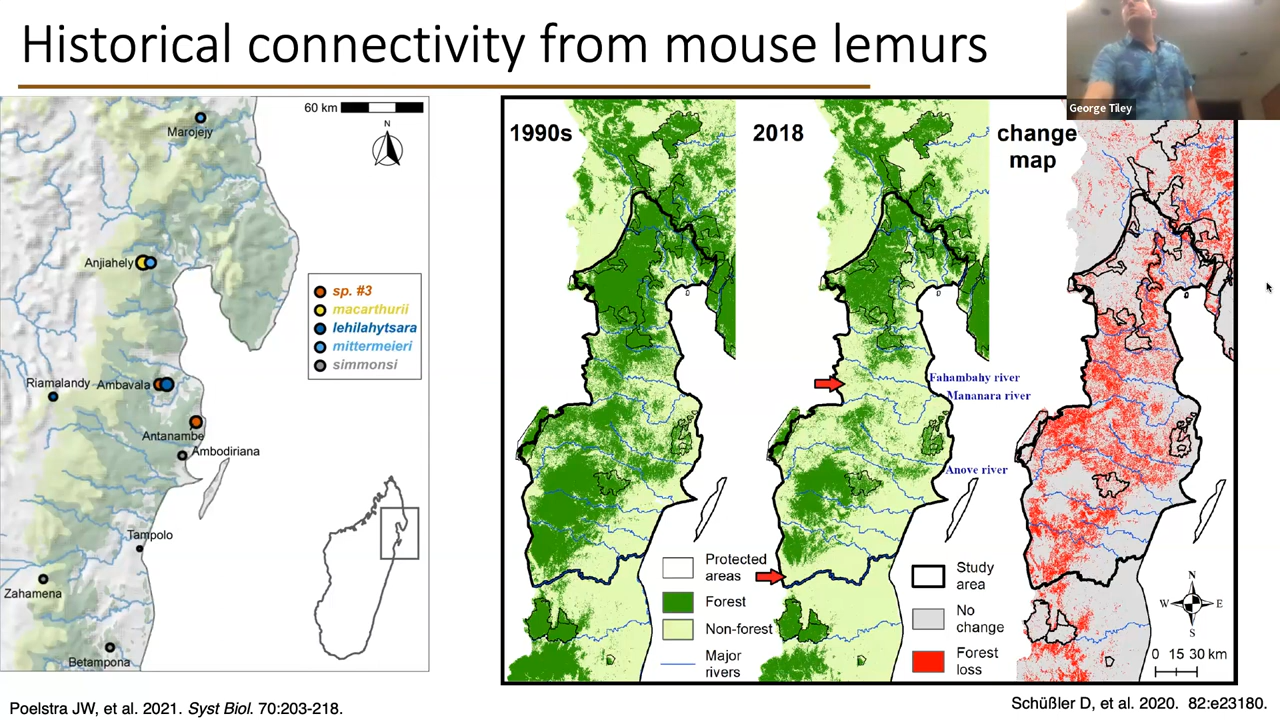 Historical connectivity from mouse lemurs
George Tiley
60 km
N
Marojejy
Anjiahely
sp. #3
macarthurii
lehilahytsara
mittermeieri
simmonsi
Riamalandy
Ambavala
Antanambe
Ambodiriana
Tampolo
Zahamena
Betampona
1990s
2018
change
map
Fahambahy river
Mananara river
Anove river
Protected
areas
Forest
Non-forest
Major
rivers
Study
area
No
change
Forest
loss
N
W
E
S
0 15 30 km
Poelstra JW, et al. 2021. Syst Biol. 70:203-218.
Schüßler D, et al. 2020. 82:e23180.